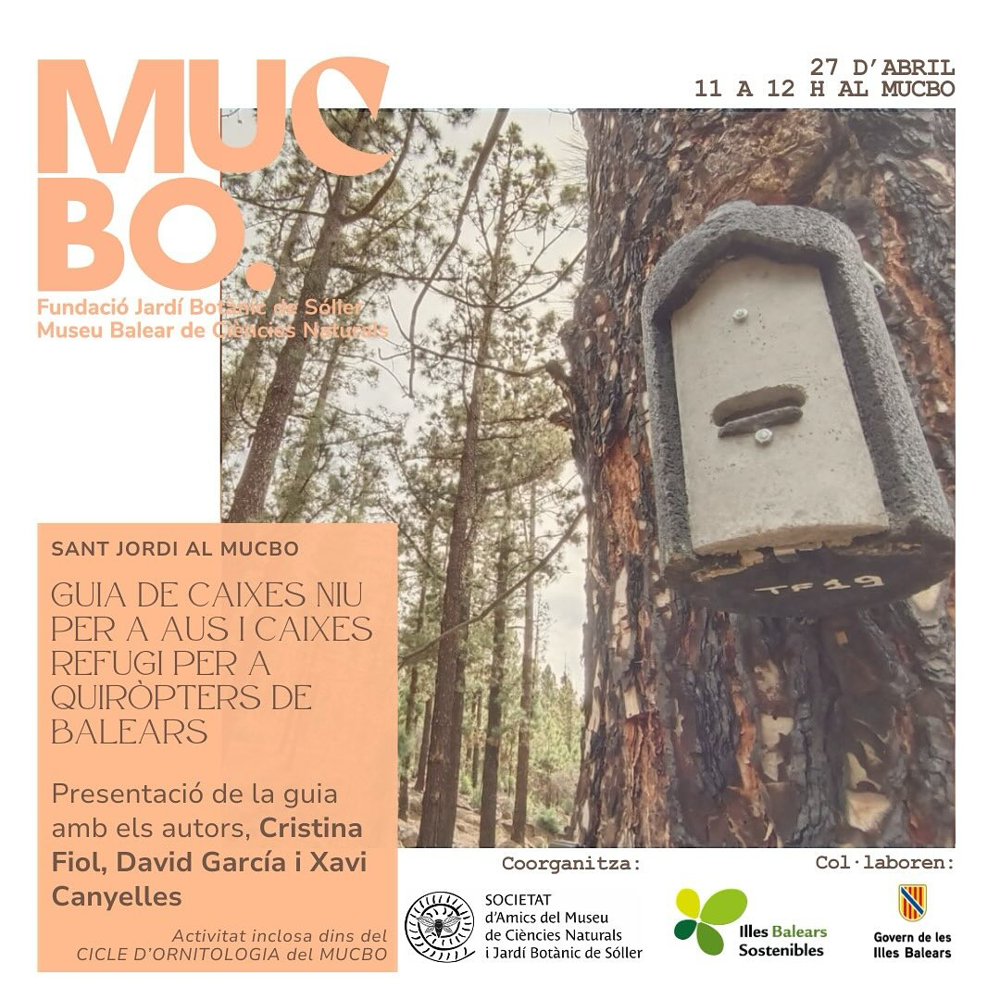 MUC
BO.
Fundació Jardí Botànic de Sóller
Museu Balear de Ciències Naturals
27 D'ABRIL
11 A 12 H AL MUCBO
TF19
SANT JORDI AL MUCBO
GUIA DE CAIXES NIU
PER A AUS I CAIXES
REFUGI PER A
QUIRÒPTERS DE
BALEARS
Presentació de la guia
amb els autors, Cristina
Fiol, David García i Xavi
Canyelles
Activitat inclosa dins del
CICLE D'ORNITOLOGIA del MUCBO
Coorganitza:
SOCIETAT
d'Amics del Museu
de Ciències Naturals
i Jardí Botànic de Sóller
Col·laboren:
Illes Balears
Sostenibles
Govern de les
Illes Balears